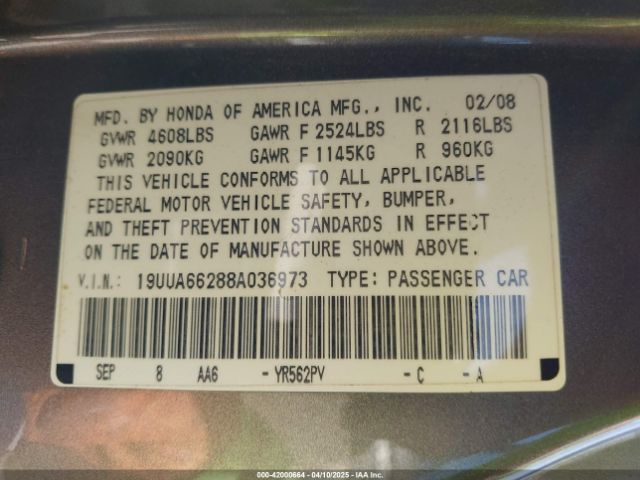 MFD. BY HONDA OF AMERICA MFG., INC. 02/08
GVWR 4608LBS GAWR F 2524LBS R 2116LBS
GVWR 2090KG GAWR F 1145KG R 960KG
THIS VEHICLE CONFORMS TO ALL APPLICABLE
FEDERAL MOTOR VEHICLE SAFETY, BUMPER,
AND THEFT PREVENTION STANDARDS IN EFFECT
ON THE DATE OF MANUFACTURE SHOWN ABOVE.
V.I.N.: 19UUA66288A036973 TYPE: PASSENGER CAR
SEP 8 AA6 -YR562PV -C -A
000-42000664 | 04/10/2025 | IAA Inc.